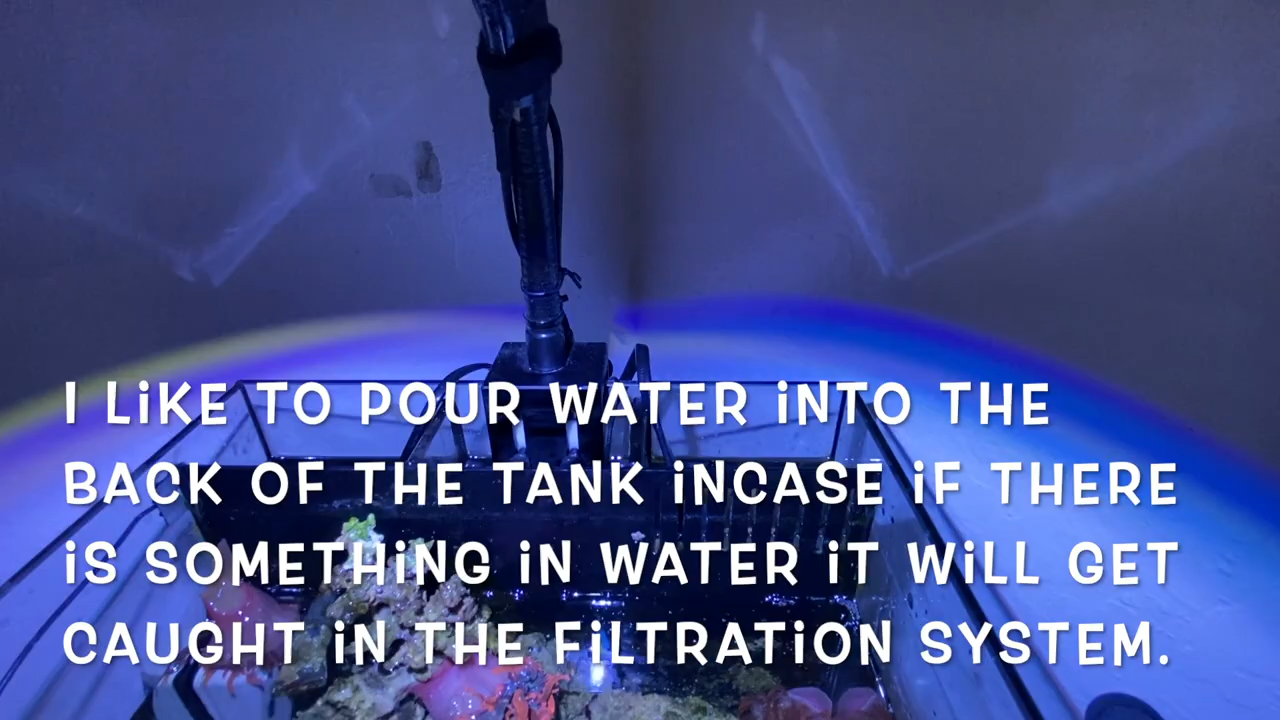 I LiKE TO POUR WATER iNTO THE
BACK OF THE TANK iNCASE iF THERE
iS SOMETHiNG iN WATER iT WiLL GET
CAUGHT iN THE FiLTRATiON SYSTEM.